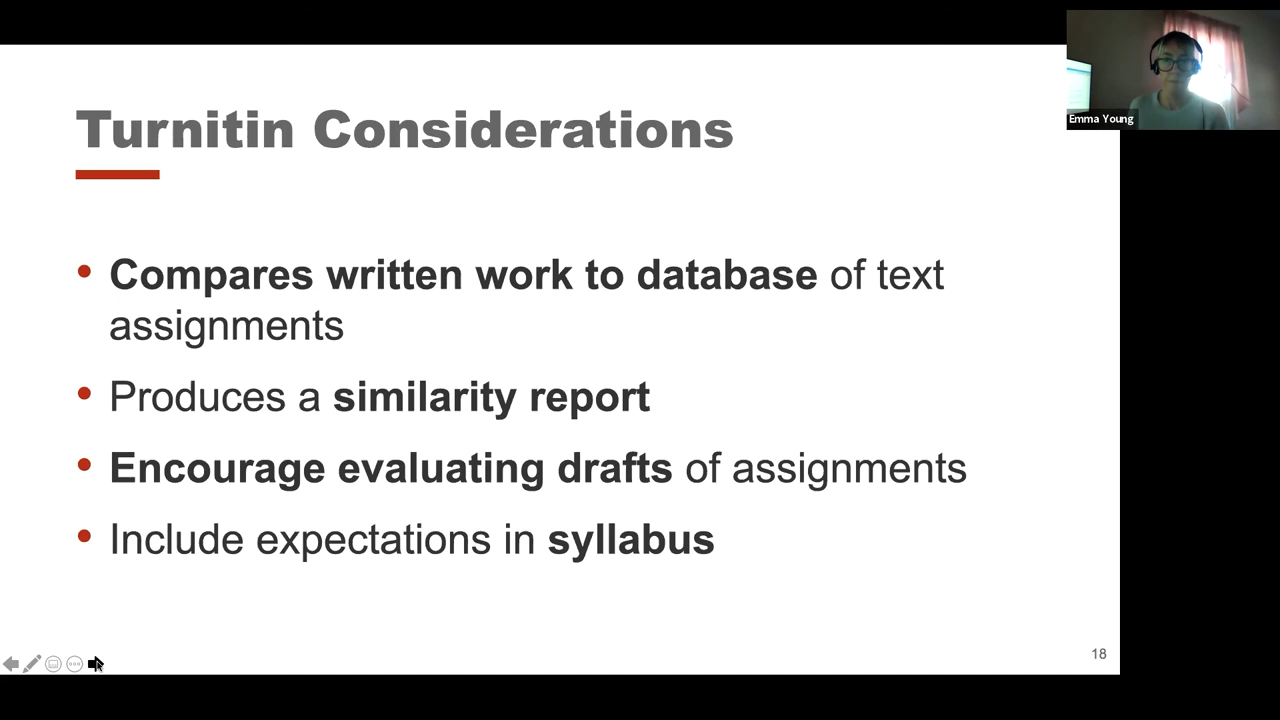 Turnitin Considerations
• Compares written work to database of text
assignments
• Produces a similarity report
• Encourage evaluating drafts of assignments
• Include expectations in syllabus
18
Emma Young